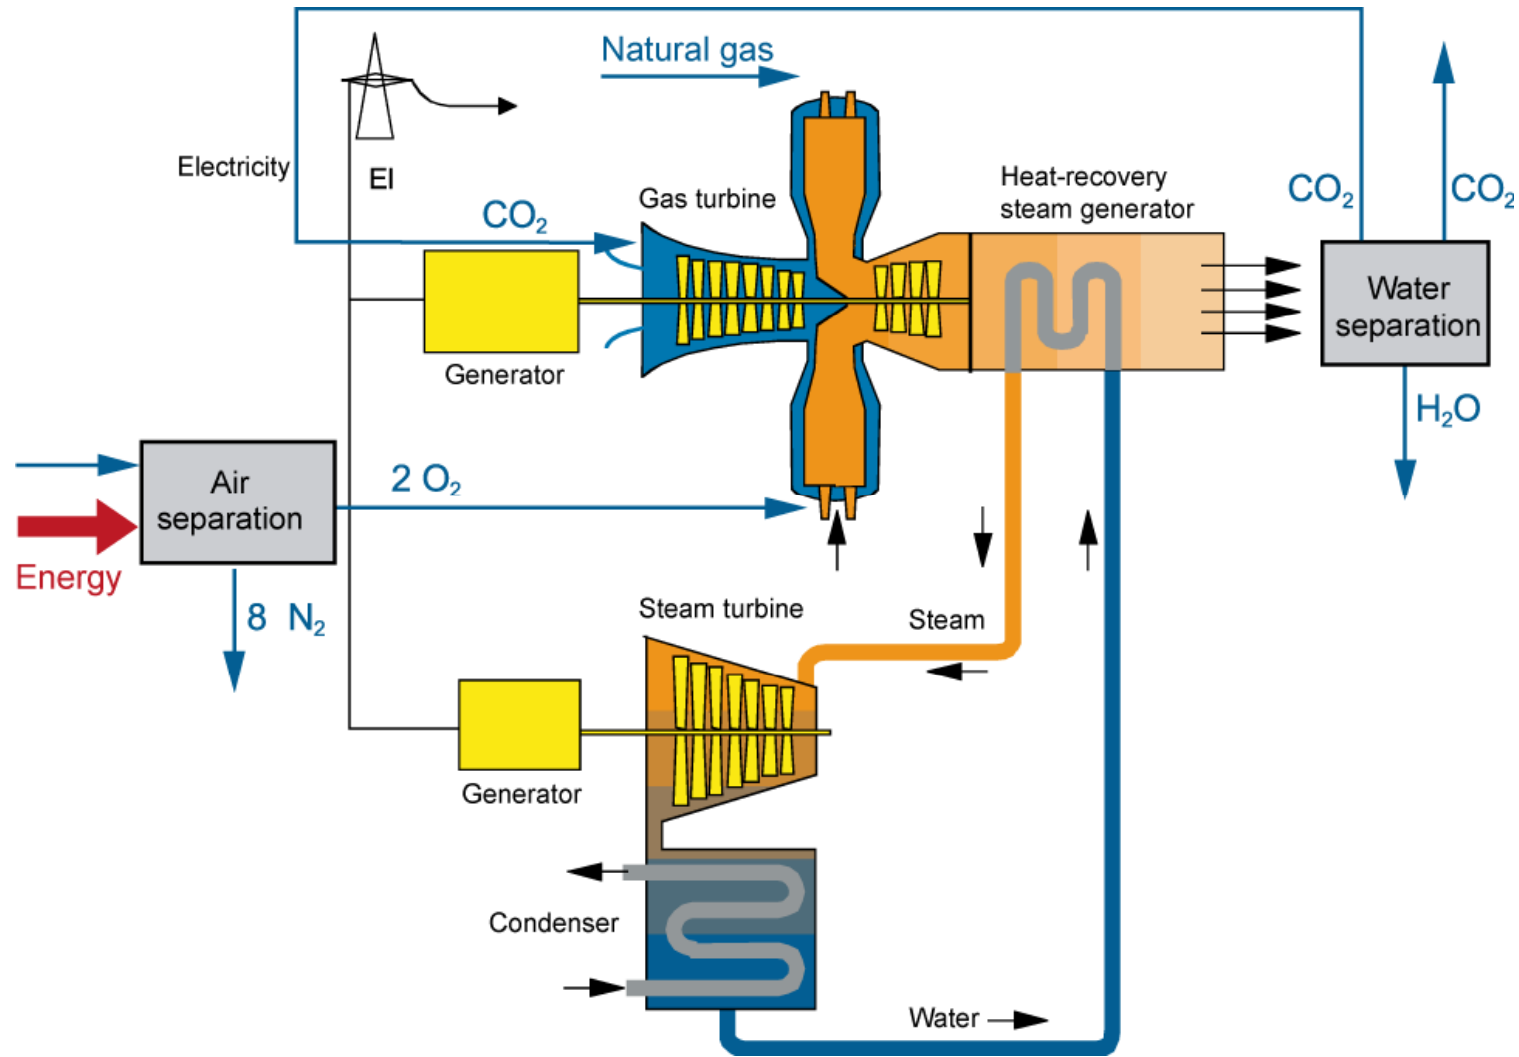 Natural gas
Electricity
El
CO₂
Gas turbine
Heat-recovery
steam generator
CO₂
CO₂
Water
separation
Generator
H₂O
Air
separation
2 O₂
Energy
8 N₂
Steam turbine
Steam
Generator
Condenser
Water